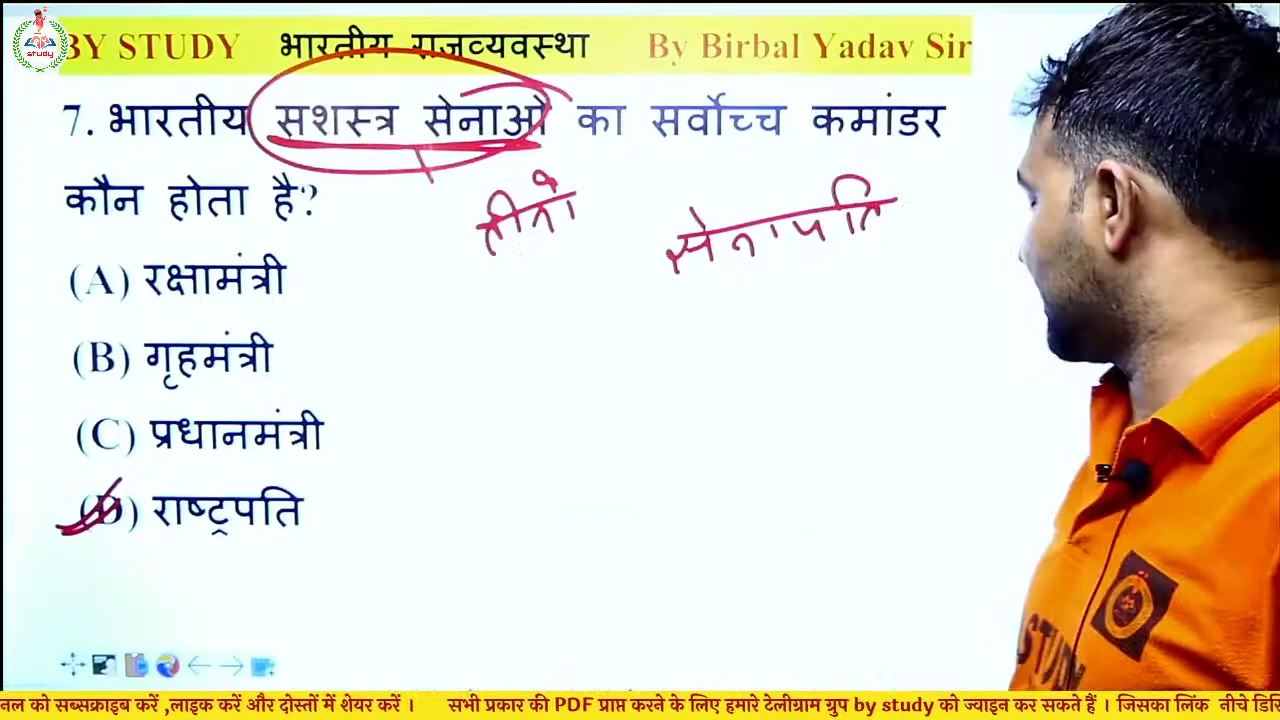 BY STUDY भारतीय राजव्यवस्था By Birbal Yadav Sir
study
7. भारतीय सशस्त्र सेनाओं का सर्वोच्च कमांडर
कौन होता है?
तीनों सेनापति
(A) रक्षामंत्री
(B) गृहमंत्री
(C) प्रधानमंत्री
(D) राष्ट्रपति
STUDY
नल को सब्सक्राइब करें ,लाइक करें और दोस्तों में शेयर करें । सभी प्रकार की PDF प्राप्त करने के लिए हमारे टेलीग्राम ग्रुप by study को ज्वाइन कर सकते हैं । जिसका लिंक नीचे डिस्